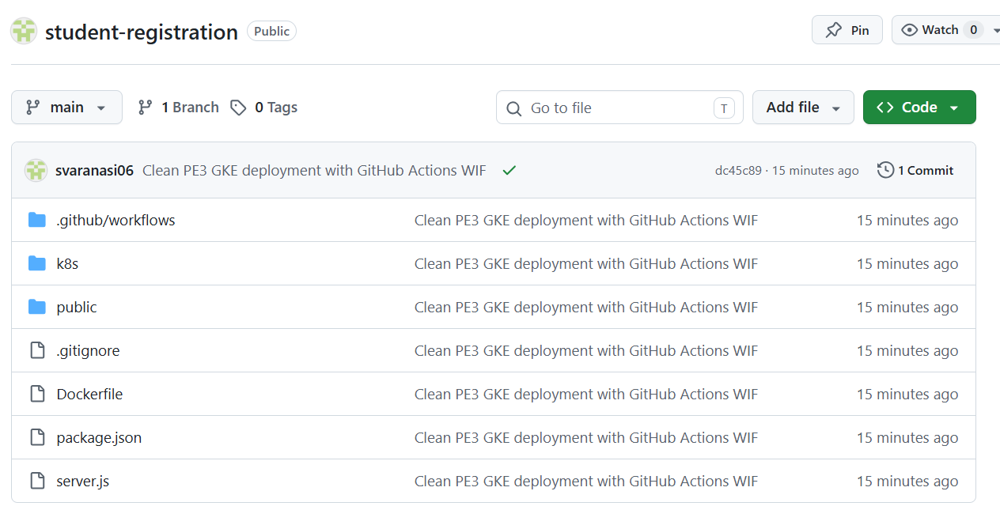 student-registration Public Pin Watch 0
main 1 Branch 0 Tags Go to file T Add file Code
svaranasi06 Clean PE3 GKE deployment with GitHub Actions WIF dc45c89 · 15 minutes ago 1 Commit
.github/workflows Clean PE3 GKE deployment with GitHub Actions WIF 15 minutes ago
k8s Clean PE3 GKE deployment with GitHub Actions WIF 15 minutes ago
public Clean PE3 GKE deployment with GitHub Actions WIF 15 minutes ago
.gitignore Clean PE3 GKE deployment with GitHub Actions WIF 15 minutes ago
Dockerfile Clean PE3 GKE deployment with GitHub Actions WIF 15 minutes ago
package.json Clean PE3 GKE deployment with GitHub Actions WIF 15 minutes ago
server.js Clean PE3 GKE deployment with GitHub Actions WIF 15 minutes ago